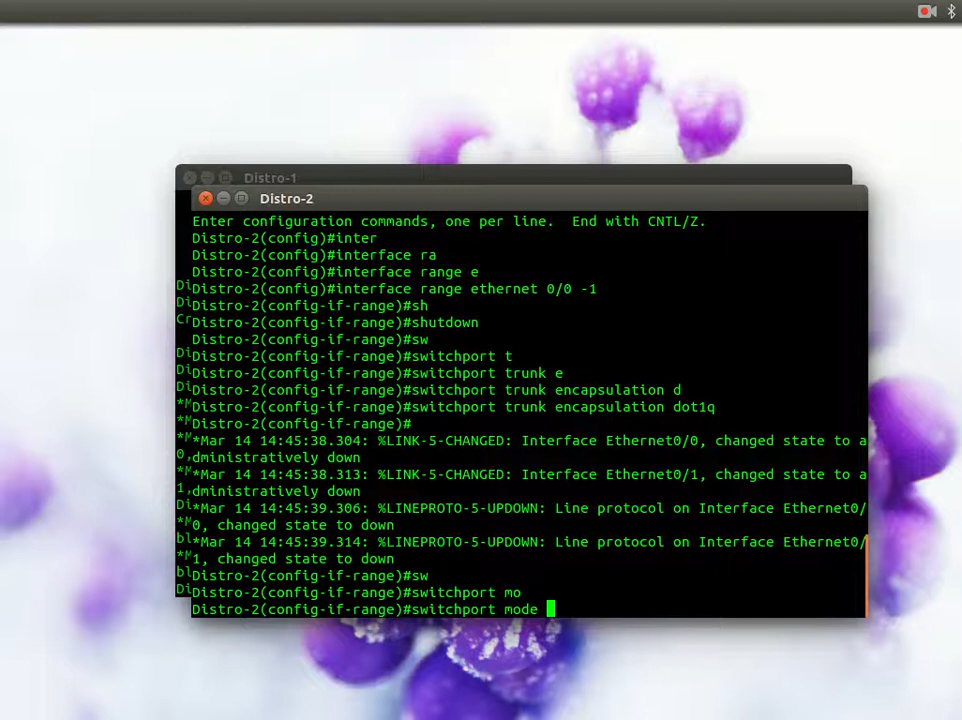 Distro-1
Distro-2
Enter configuration commands, one per line.  End with CNTL/Z.
Distro-2(config)#inter
Distro-2(config)#interface ra
Distro-2(config)#interface range e
Distro-2(config)#interface range ethernet 0/0 -1
Distro-2(config-if-range)#sh
Distro-2(config-if-range)#shutdown
Distro-2(config-if-range)#sw
Distro-2(config-if-range)#switchport t
Distro-2(config-if-range)#switchport trunk e
Distro-2(config-if-range)#switchport trunk encapsulation d
Distro-2(config-if-range)#switchport trunk encapsulation dot1q
Distro-2(config-if-range)#
*Mar 14 14:45:38.304: %LINK-5-CHANGED: Interface Ethernet0/0, changed state to a
dministratively down
*Mar 14 14:45:38.313: %LINK-5-CHANGED: Interface Ethernet0/1, changed state to a
dministratively down
*Mar 14 14:45:39.306: %LINEPROTO-5-UPDOWN: Line protocol on Interface Ethernet0/
0, changed state to down
*Mar 14 14:45:39.314: %LINEPROTO-5-UPDOWN: Line protocol on Interface Ethernet0/
1, changed state to down
Distro-2(config-if-range)#sw
Distro-2(config-if-range)#switchport mo
Distro-2(config-if-range)#switchport mode